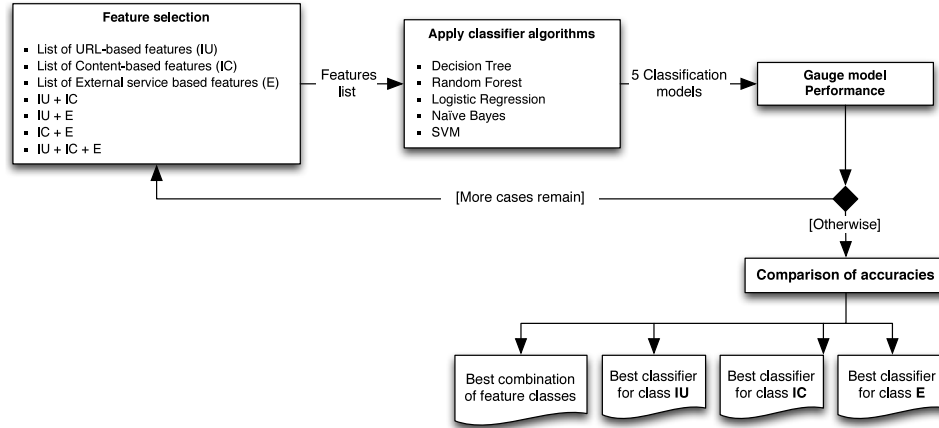 Feature selection
▪ List of URL-based features (IU)
▪ List of Content-based features (IC)
▪ List of External service based features (E)
▪ IU + IC
▪ IU + E
▪ IC + E
▪ IU + IC + E
Features
list
Apply classifier algorithms
▪ Decision Tree
▪ Random Forest
▪ Logistic Regression
▪ Naïve Bayes
▪ SVM
5 Classification
models
Gauge model
Performance
[More cases remain]
[Otherwise]
Comparison of accuracies
Best combination
of feature classes
Best classifier
for class IU
Best classifier
for class IC
Best classifier
for class E